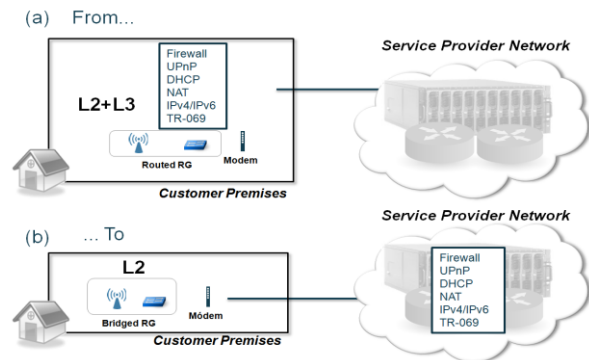 (a) From...
Service Provider Network
Firewall
UPnP
DHCP
NAT
IPv4/IPv6
TR-069
L2+L3
Routed RG
Modem
Customer Premises
Service Provider Network
(b) ... To
L2
Bridged RG
Módem
Customer Premises
Firewall
UPnP
DHCP
NAT
IPv4/IPv6
TR-069